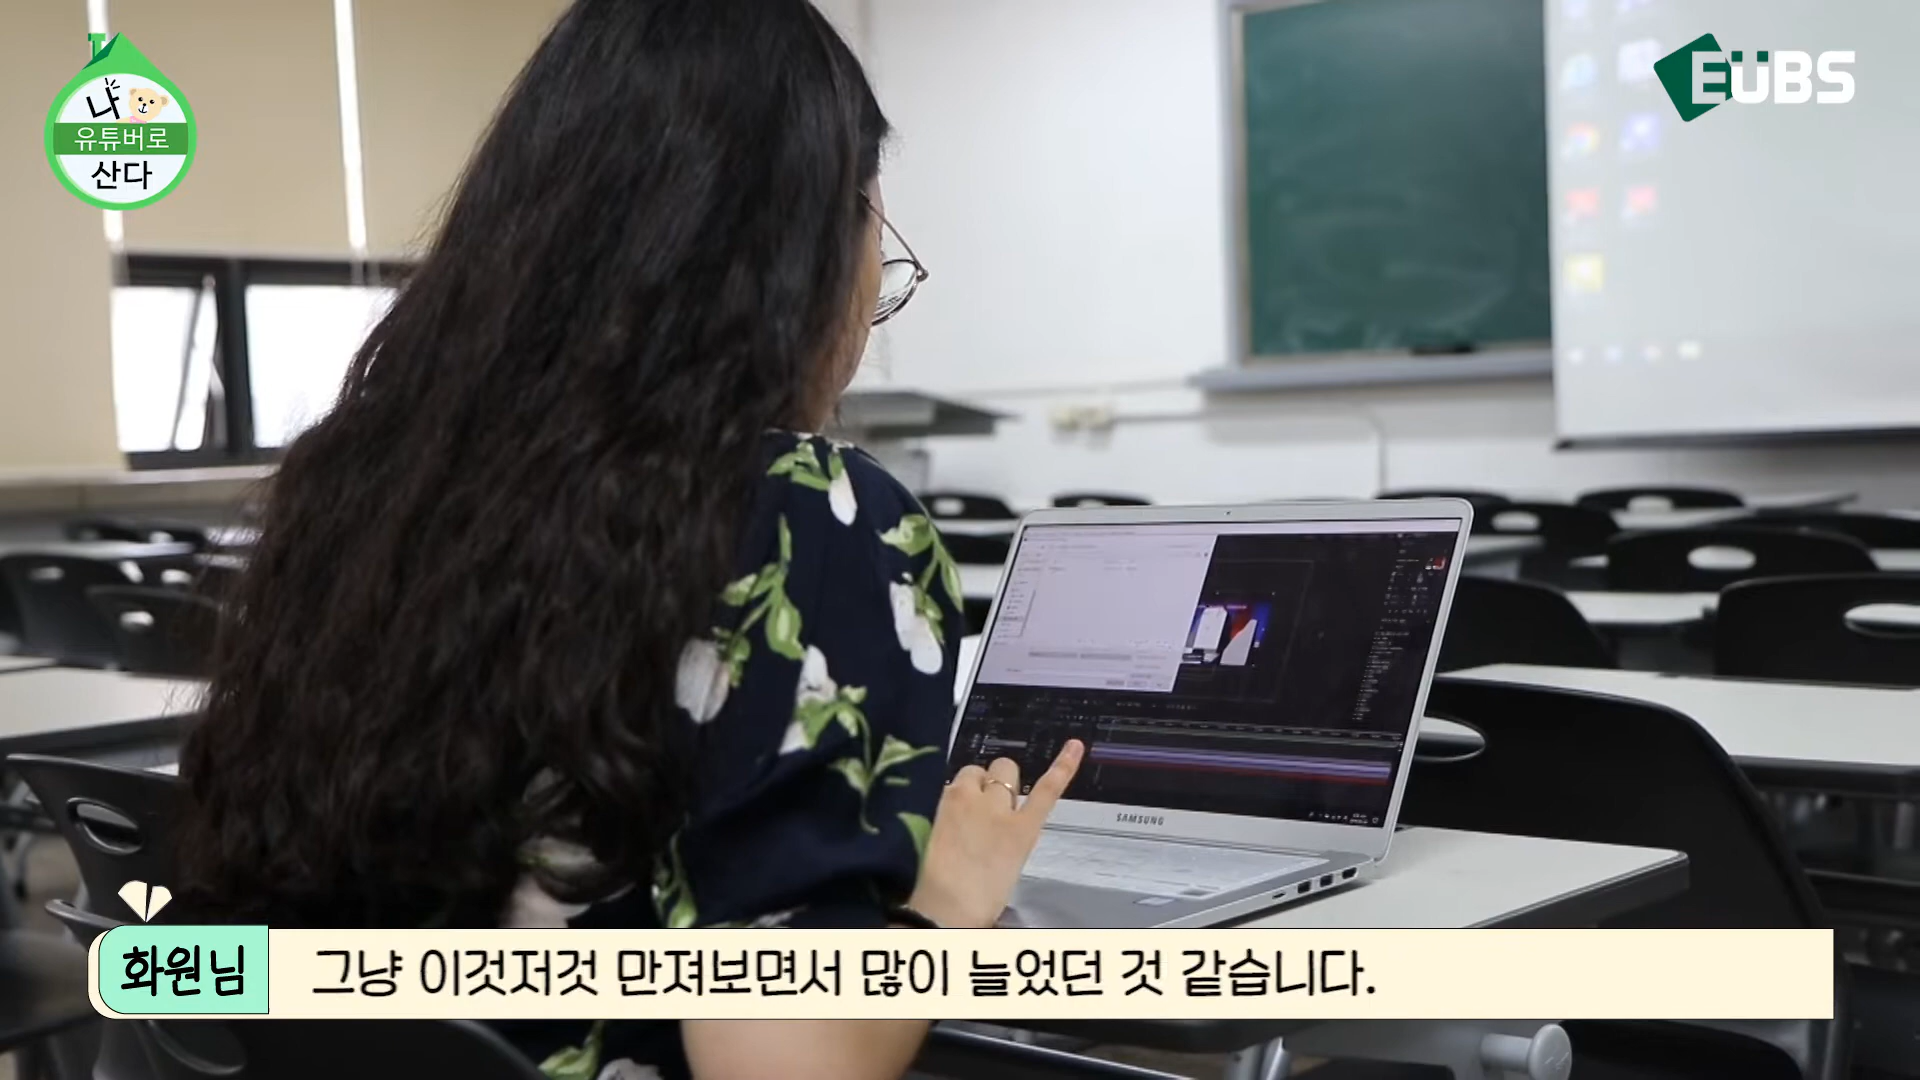 나
유튜버로
산다
EUBS
SAMSUNG
화원님
그냥 이것저것 만져보면서 많이 늘었던 것 같습니다.